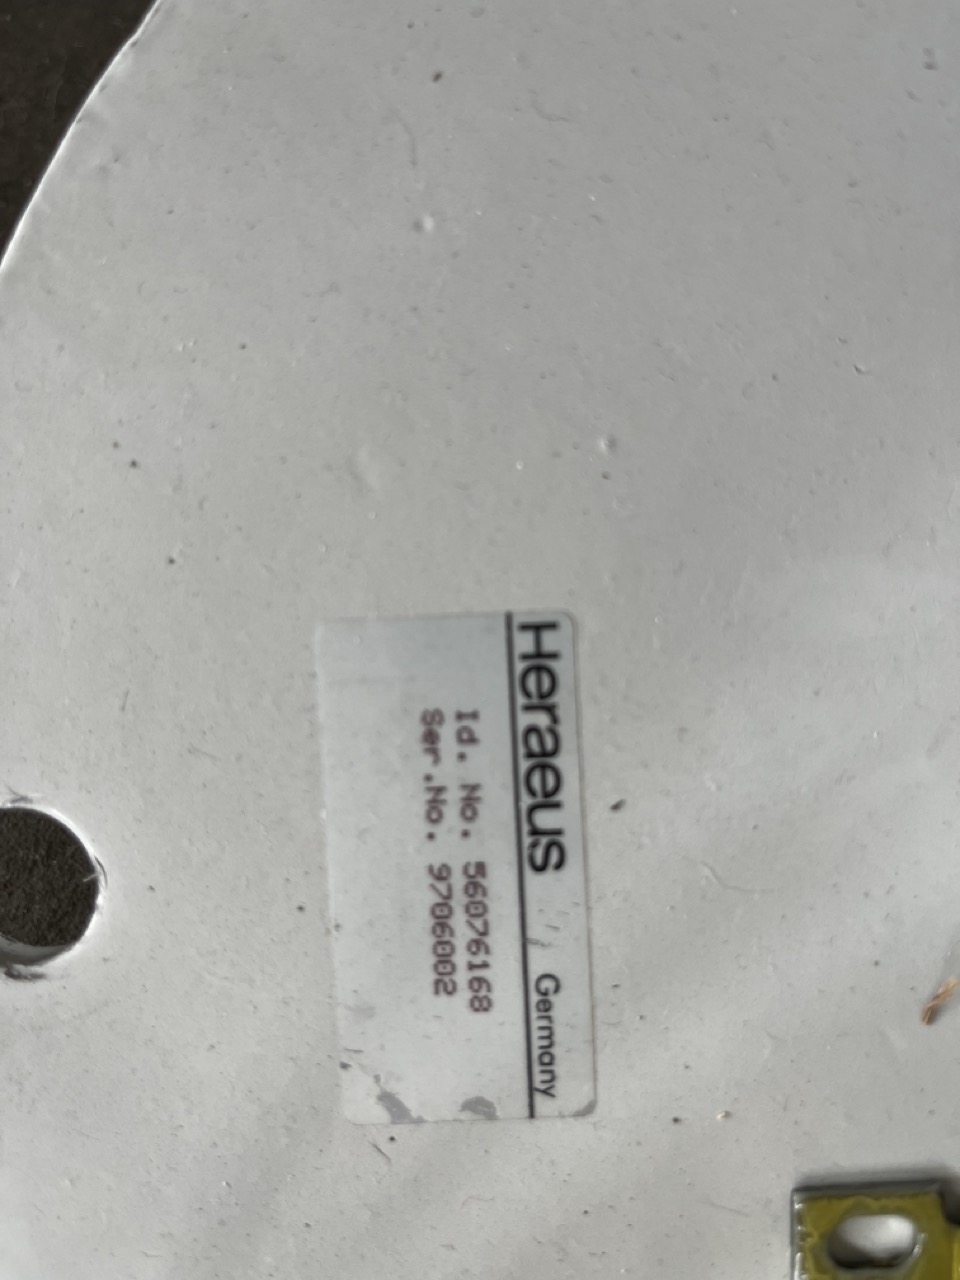 Heraeus Germany
Id. No. 56076168
Ser.No. 9706002